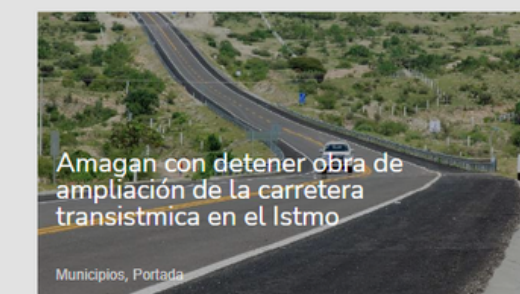 Amagan con detener obra de
ampliación de la carretera
transistmica en el Istmo
Municipios, Portada